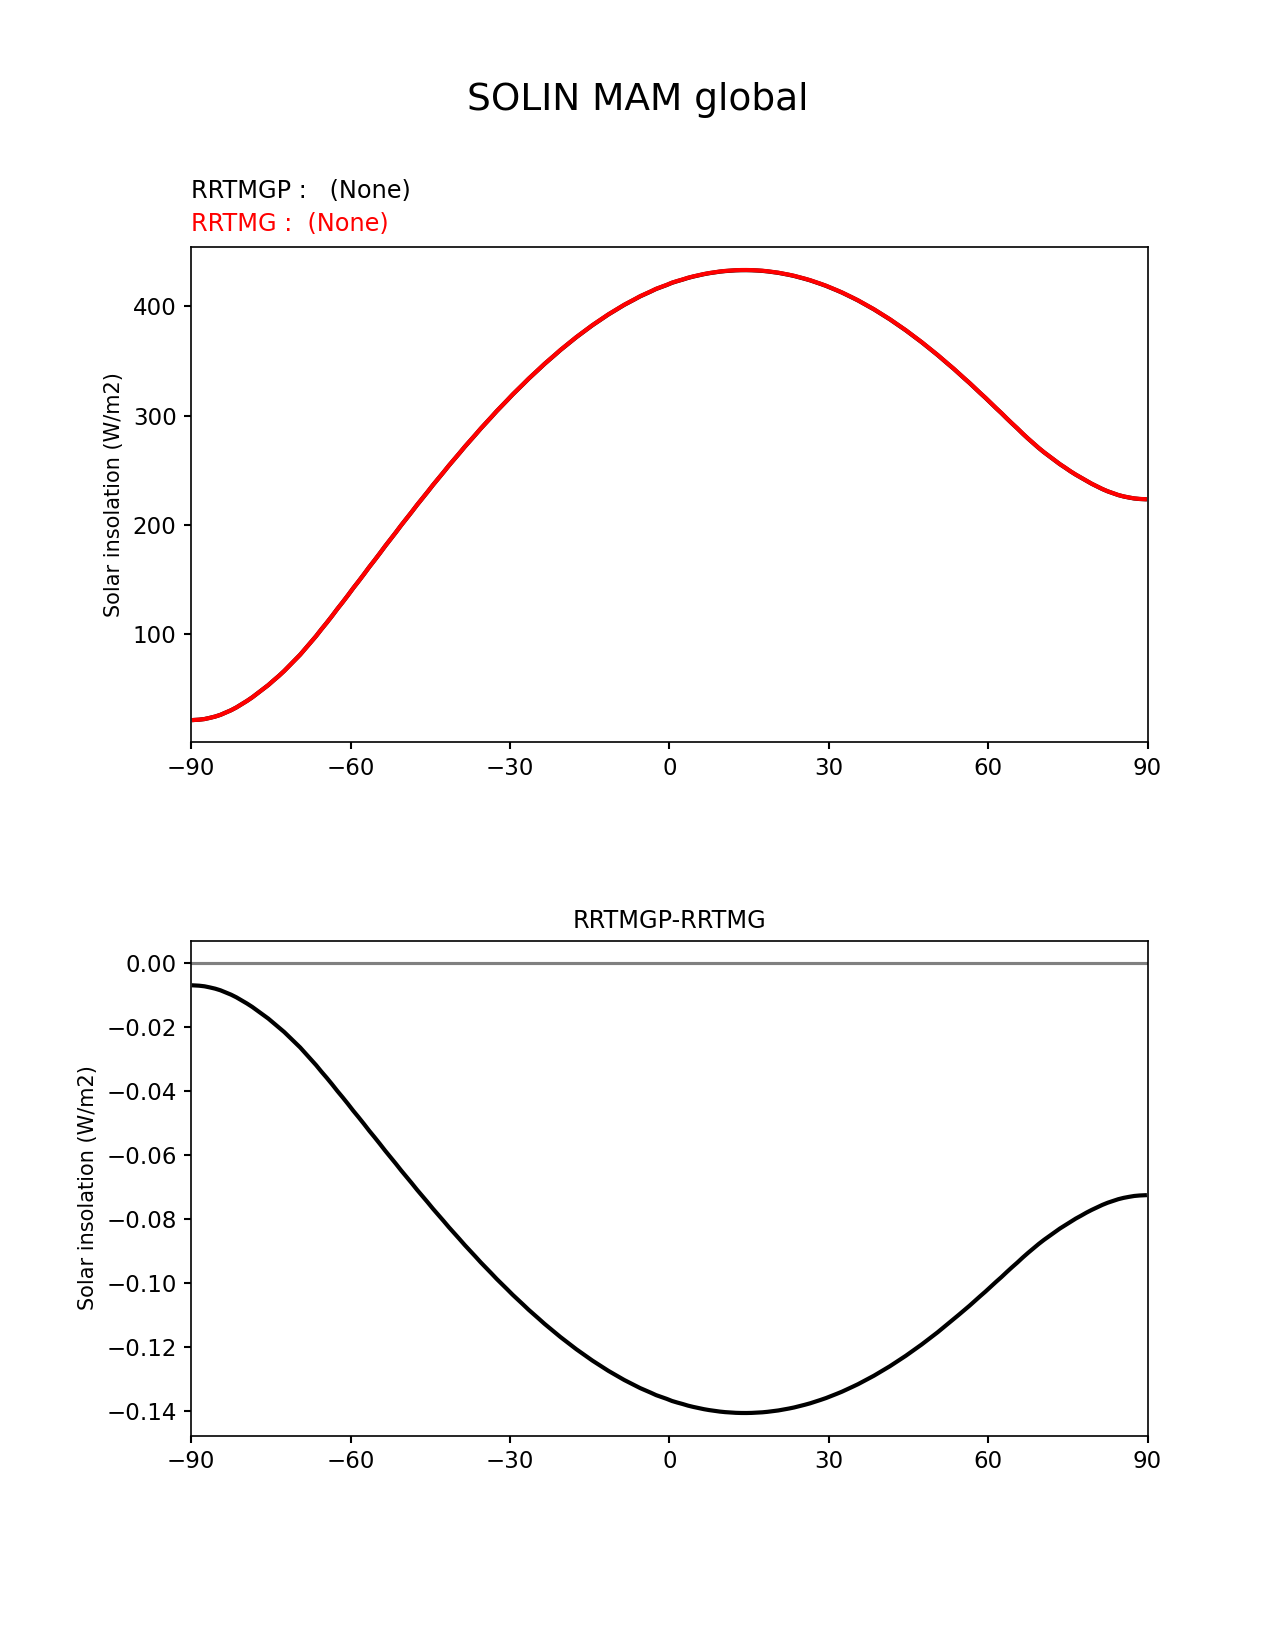 SOLIN MAM global
RRTMGP :   (None)
RRTMG :  (None)
400
300
200
100
Solar insolation (W/m2)
−90 −60 −30 0 30 60 90
RRTMGP-RRTMG
0.00
−0.02
−0.04
−0.06
−0.08
−0.10
−0.12
−0.14
Solar insolation (W/m2)
−90 −60 −30 0 30 60 90